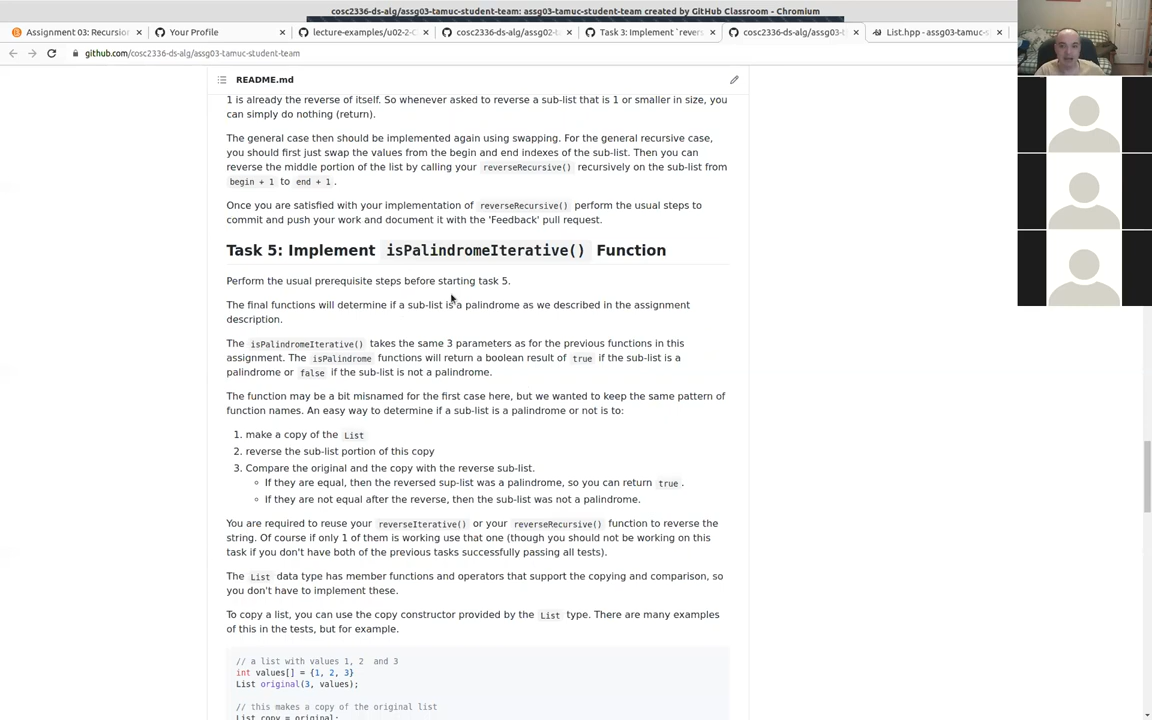 cosc2336-ds-alg/assg03-tamuc-student-team: assg03-tamuc-student-team created by GitHub Classroom - Chromium
Assignment 03: Recursion
Your Profile
lecture-examples/u02-2-C
cosc2336-ds-alg/assg02-t
Task 3: Implement `revers
cosc2336-ds-alg/assg03-t
List.hpp - assg03-tamuc-s
github.com/cosc2336-ds-alg/assg03-tamuc-student-team
README.md
1 is already the reverse of itself. So whenever asked to reverse a sub-list that is 1 or smaller in size, you
can simply do nothing (return).
The general case then should be implemented again using swapping. For the general recursive case,
you should first just swap the values from the begin and end indexes of the sub-list. Then you can
reverse the middle portion of the list by calling your reverseRecursive() recursively on the sub-list from
begin + 1 to end + 1 .
Once you are satisfied with your implementation of reverseRecursive() perform the usual steps to
commit and push your work and document it with the 'Feedback' pull request.
Task 5: Implement isPalindromeIterative() Function
Perform the usual prerequisite steps before starting task 5.
The final functions will determine if a sub-list is a palindrome as we described in the assignment
description.
The isPalindromeIterative() takes the same 3 parameters as for the previous functions in this
assignment. The isPalindrome functions will return a boolean result of true if the sub-list is a
palindrome or false if the sub-list is not a palindrome.
The function may be a bit misnamed for the first case here, but we wanted to keep the same pattern of
function names. An easy way to determine if a sub-list is a palindrome or not is to:
1. make a copy of the List
2. reverse the sub-list portion of this copy
3. Compare the original and the copy with the reverse sub-list.
If they are equal, then the reversed sup-list was a palindrome, so you can return true .
If they are not equal after the reverse, then the sub-list was not a palindrome.
You are required to reuse your reverseIterative() or your reverseRecursive() function to reverse the
string. Of course if only 1 of them is working use that one (though you should not be working on this
task if you don't have both of the previous tasks successfully passing all tests).
The List data type has member functions and operators that support the copying and comparison, so
you don't have to implement these.
To copy a list, you can use the copy constructor provided by the List type. There are many examples
of this in the tests, but for example.
// a list with values 1, 2 and 3
int values[] = {1, 2, 3}
List original(3, values);
// this makes a copy of the original list
List copy = original;